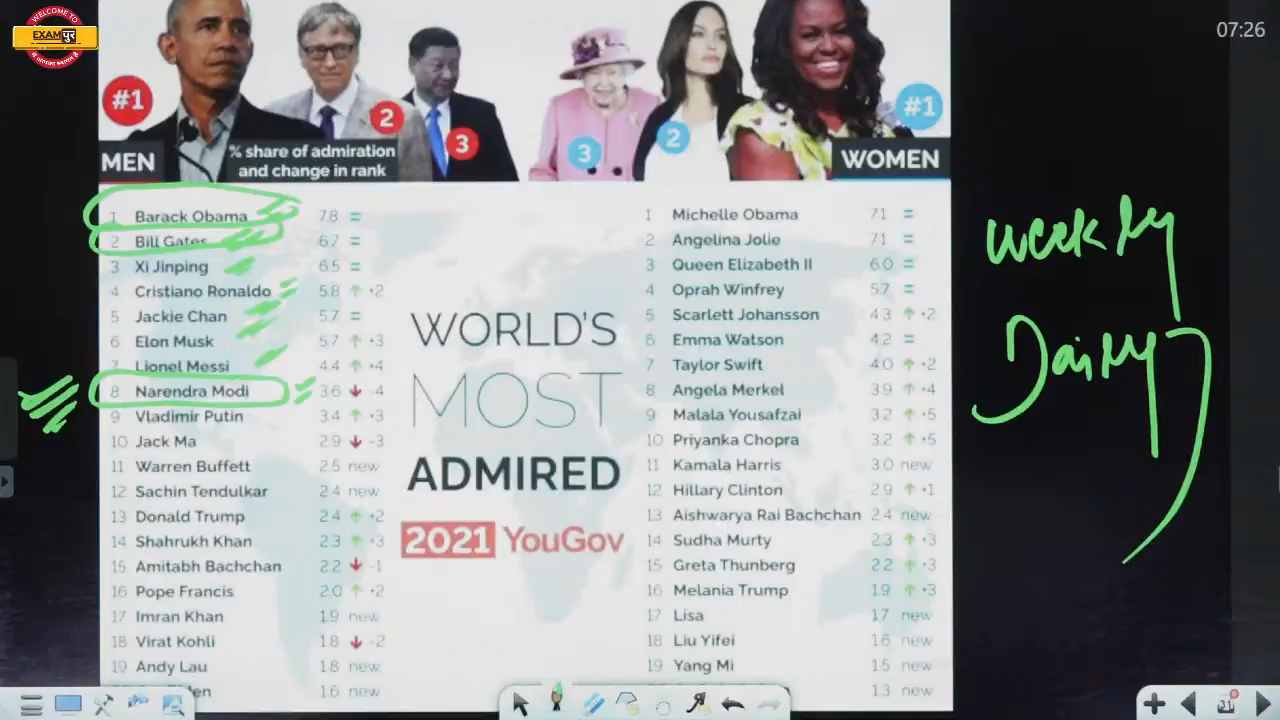 WELCOME TO
EXAM पुर
07:26
#1
2
3
3
2
#1
MEN
% share of admiration
and change in rank
WOMEN
1 Barack Obama 7.8 =
2 Bill Gates 6.7 =
3 Xi Jinping 6.5 =
4 Cristiano Ronaldo 5.8 ↑ +2
5 Jackie Chan 5.7 =
6 Elon Musk 5.7 ↑ +3
7 Lionel Messi 4.4 ↑ +4
8 Narendra Modi 3.6 ↓ -4
9 Vladimir Putin 3.4 ↑ +3
10 Jack Ma 2.9 ↓ -3
11 Warren Buffett 2.5 new
12 Sachin Tendulkar 2.4 new
13 Donald Trump 2.4 ↑ +2
14 Shahrukh Khan 2.3 ↑ +3
15 Amitabh Bachchan 2.2 ↓ -1
16 Pope Francis 2.0 ↑ +2
17 Imran Khan 1.9 new
18 Virat Kohli 1.8 ↓ -2
19 Andy Lau 1.8 new
1.6 new
WORLD'S
MOST
ADMIRED
2021 YouGov
1 Michelle Obama 7.1 =
2 Angelina Jolie 7.1 =
3 Queen Elizabeth II 6.0 =
4 Oprah Winfrey 5.7 =
5 Scarlett Johansson 4.3 ↑ +2
6 Emma Watson 4.2 =
7 Taylor Swift 4.0 ↑ +2
8 Angela Merkel 3.9 ↑ +4
9 Malala Yousafzai 3.2 ↑ +5
10 Priyanka Chopra 3.2 ↑ +5
11 Kamala Harris 3.0 new
12 Hillary Clinton 2.9 ↑ +1
13 Aishwarya Rai Bachchan 2.4 new
14 Sudha Murty 2.3 ↑ +3
15 Greta Thunberg 2.2 ↑ +3
16 Melania Trump 1.9 ↑ +3
17 Lisa 1.7 new
18 Liu Yifei 1.6 new
19 Yang Mi 1.5 new
1.3 new
Weekly
Dairy
31